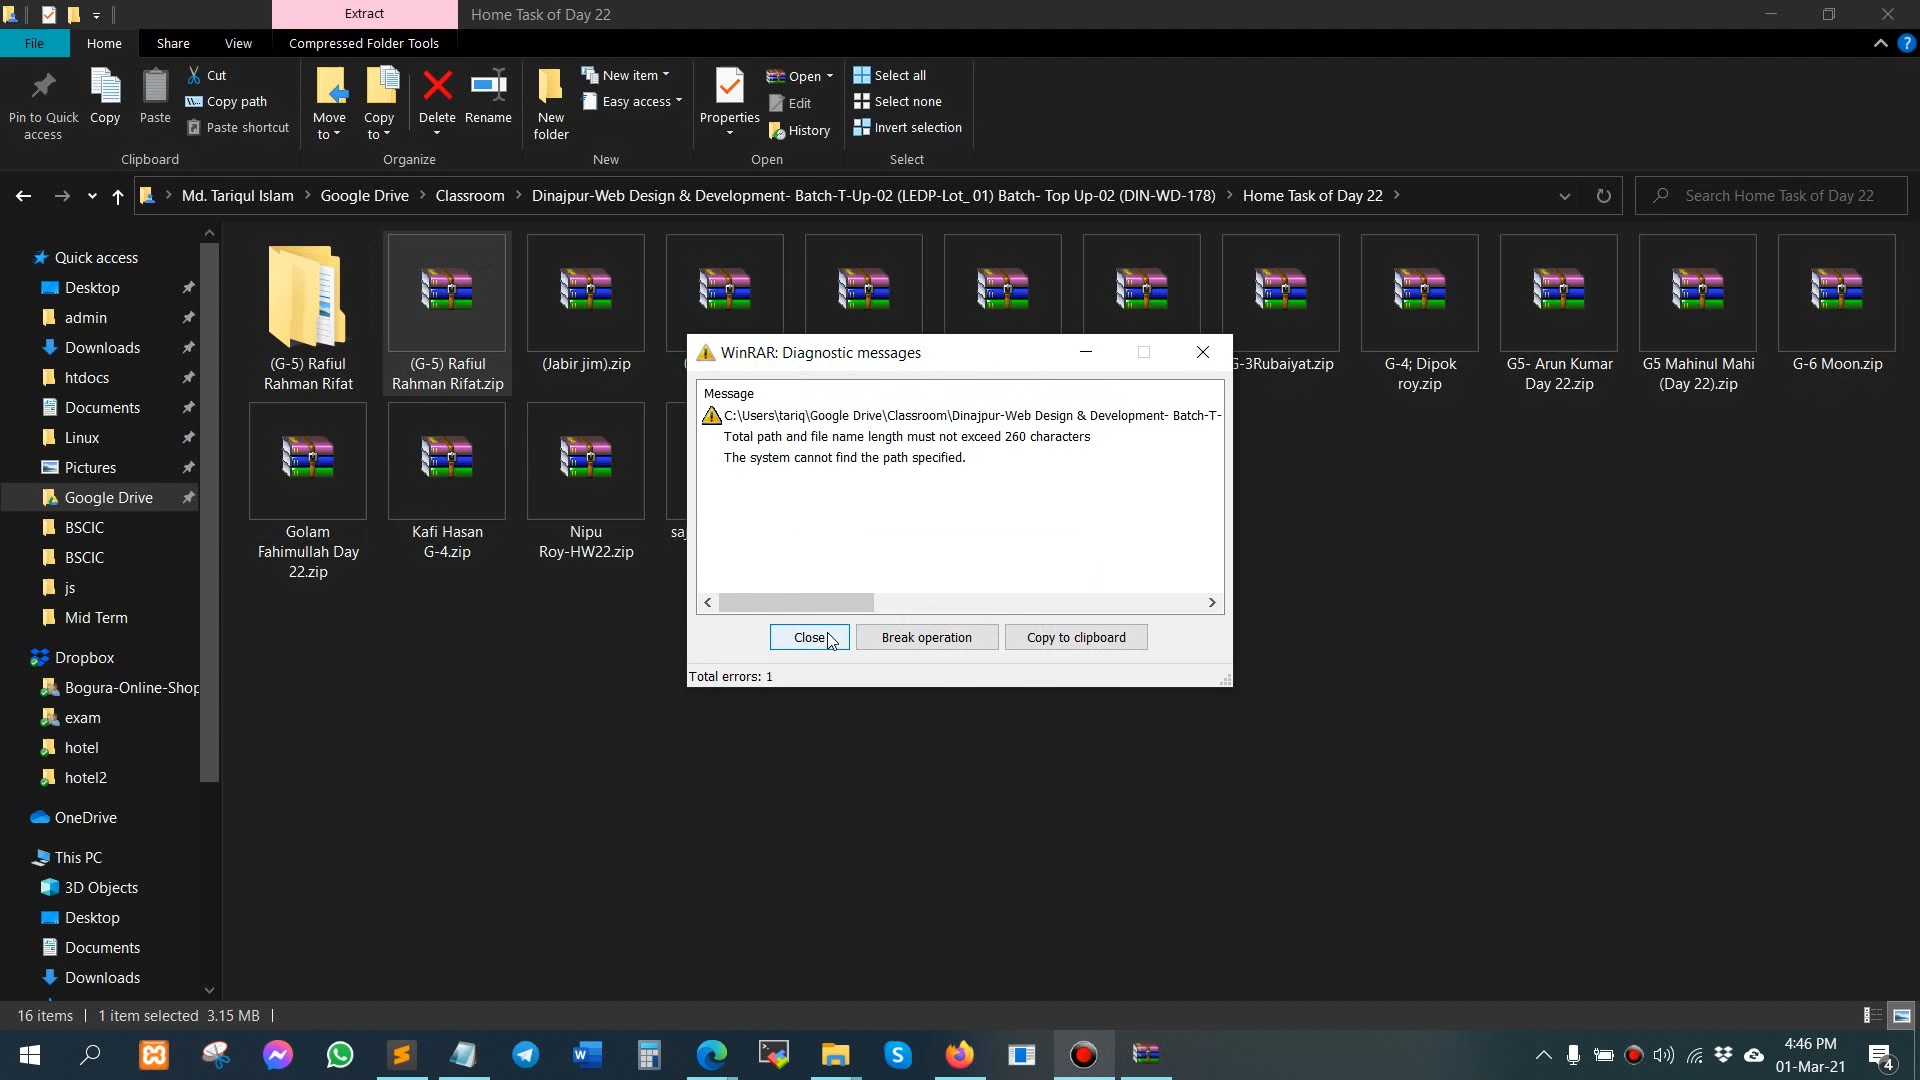 Extract
Home Task of Day 22
File
Home
Share
View
Compressed Folder Tools
Pin to Quick
access
Copy
Paste
Cut
Copy path
Paste shortcut
Clipboard
Move
to
Copy
to
Delete
Rename
Organize
New
folder
New item
Easy access
New
Properties
Open
Edit
History
Open
Select all
Select none
Invert selection
Select
Md. Tariqul Islam
Google Drive
Classroom
Dinajpur-Web Design & Development- Batch-T-Up-02 (LEDP-Lot_ 01) Batch- Top Up-02 (DIN-WD-178)
Home Task of Day 22
Search Home Task of Day 22
Quick access
Desktop
admin
Downloads
htdocs
Documents
Linux
Pictures
Google Drive
BSCIC
BSCIC
js
Mid Term
Dropbox
Bogura-Online-Shop
exam
hotel
hotel2
OneDrive
This PC
3D Objects
Desktop
Documents
Downloads
(G-5) Rafiul
Rahman Rifat
(G-5) Rafiul
Rahman Rifat.zip
(Jabir jim).zip
G-3Rubaiyat.zip
G-4; Dipok
roy.zip
G5- Arun Kumar
Day 22.zip
G5 Mahinul Mahi
(Day 22).zip
G-6 Moon.zip
Golam
Fahimullah Day
22.zip
Kafi Hasan
G-4.zip
Nipu
Roy-HW22.zip
WinRAR: Diagnostic messages
Message
C:\Users\tariq\Google Drive\Classroom\Dinajpur-Web Design & Development- Batch-T-
Total path and file name length must not exceed 260 characters
The system cannot find the path specified.
Close
Break operation
Copy to clipboard
Total errors: 1
16 items
1 item selected 3.15 MB
4:46 PM
01-Mar-21
4